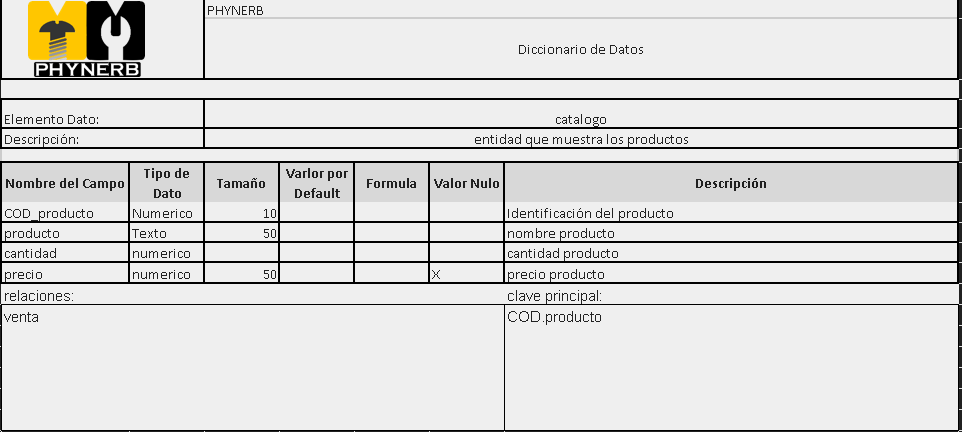 PHYNERB
PHYNERB
Diccionario de Datos
Elemento Dato: catalogo
Descripción: entidad que muestra los productos
Nombre del Campo Tipo de Dato Tamaño Varlor por Default Formula Valor Nulo Descripción
COD_producto Numerico 10 Identificación del producto
producto Texto 50 nombre producto
cantidad numerico cantidad producto
precio numerico 50 X precio producto
relaciones: clave principal:
venta COD.producto